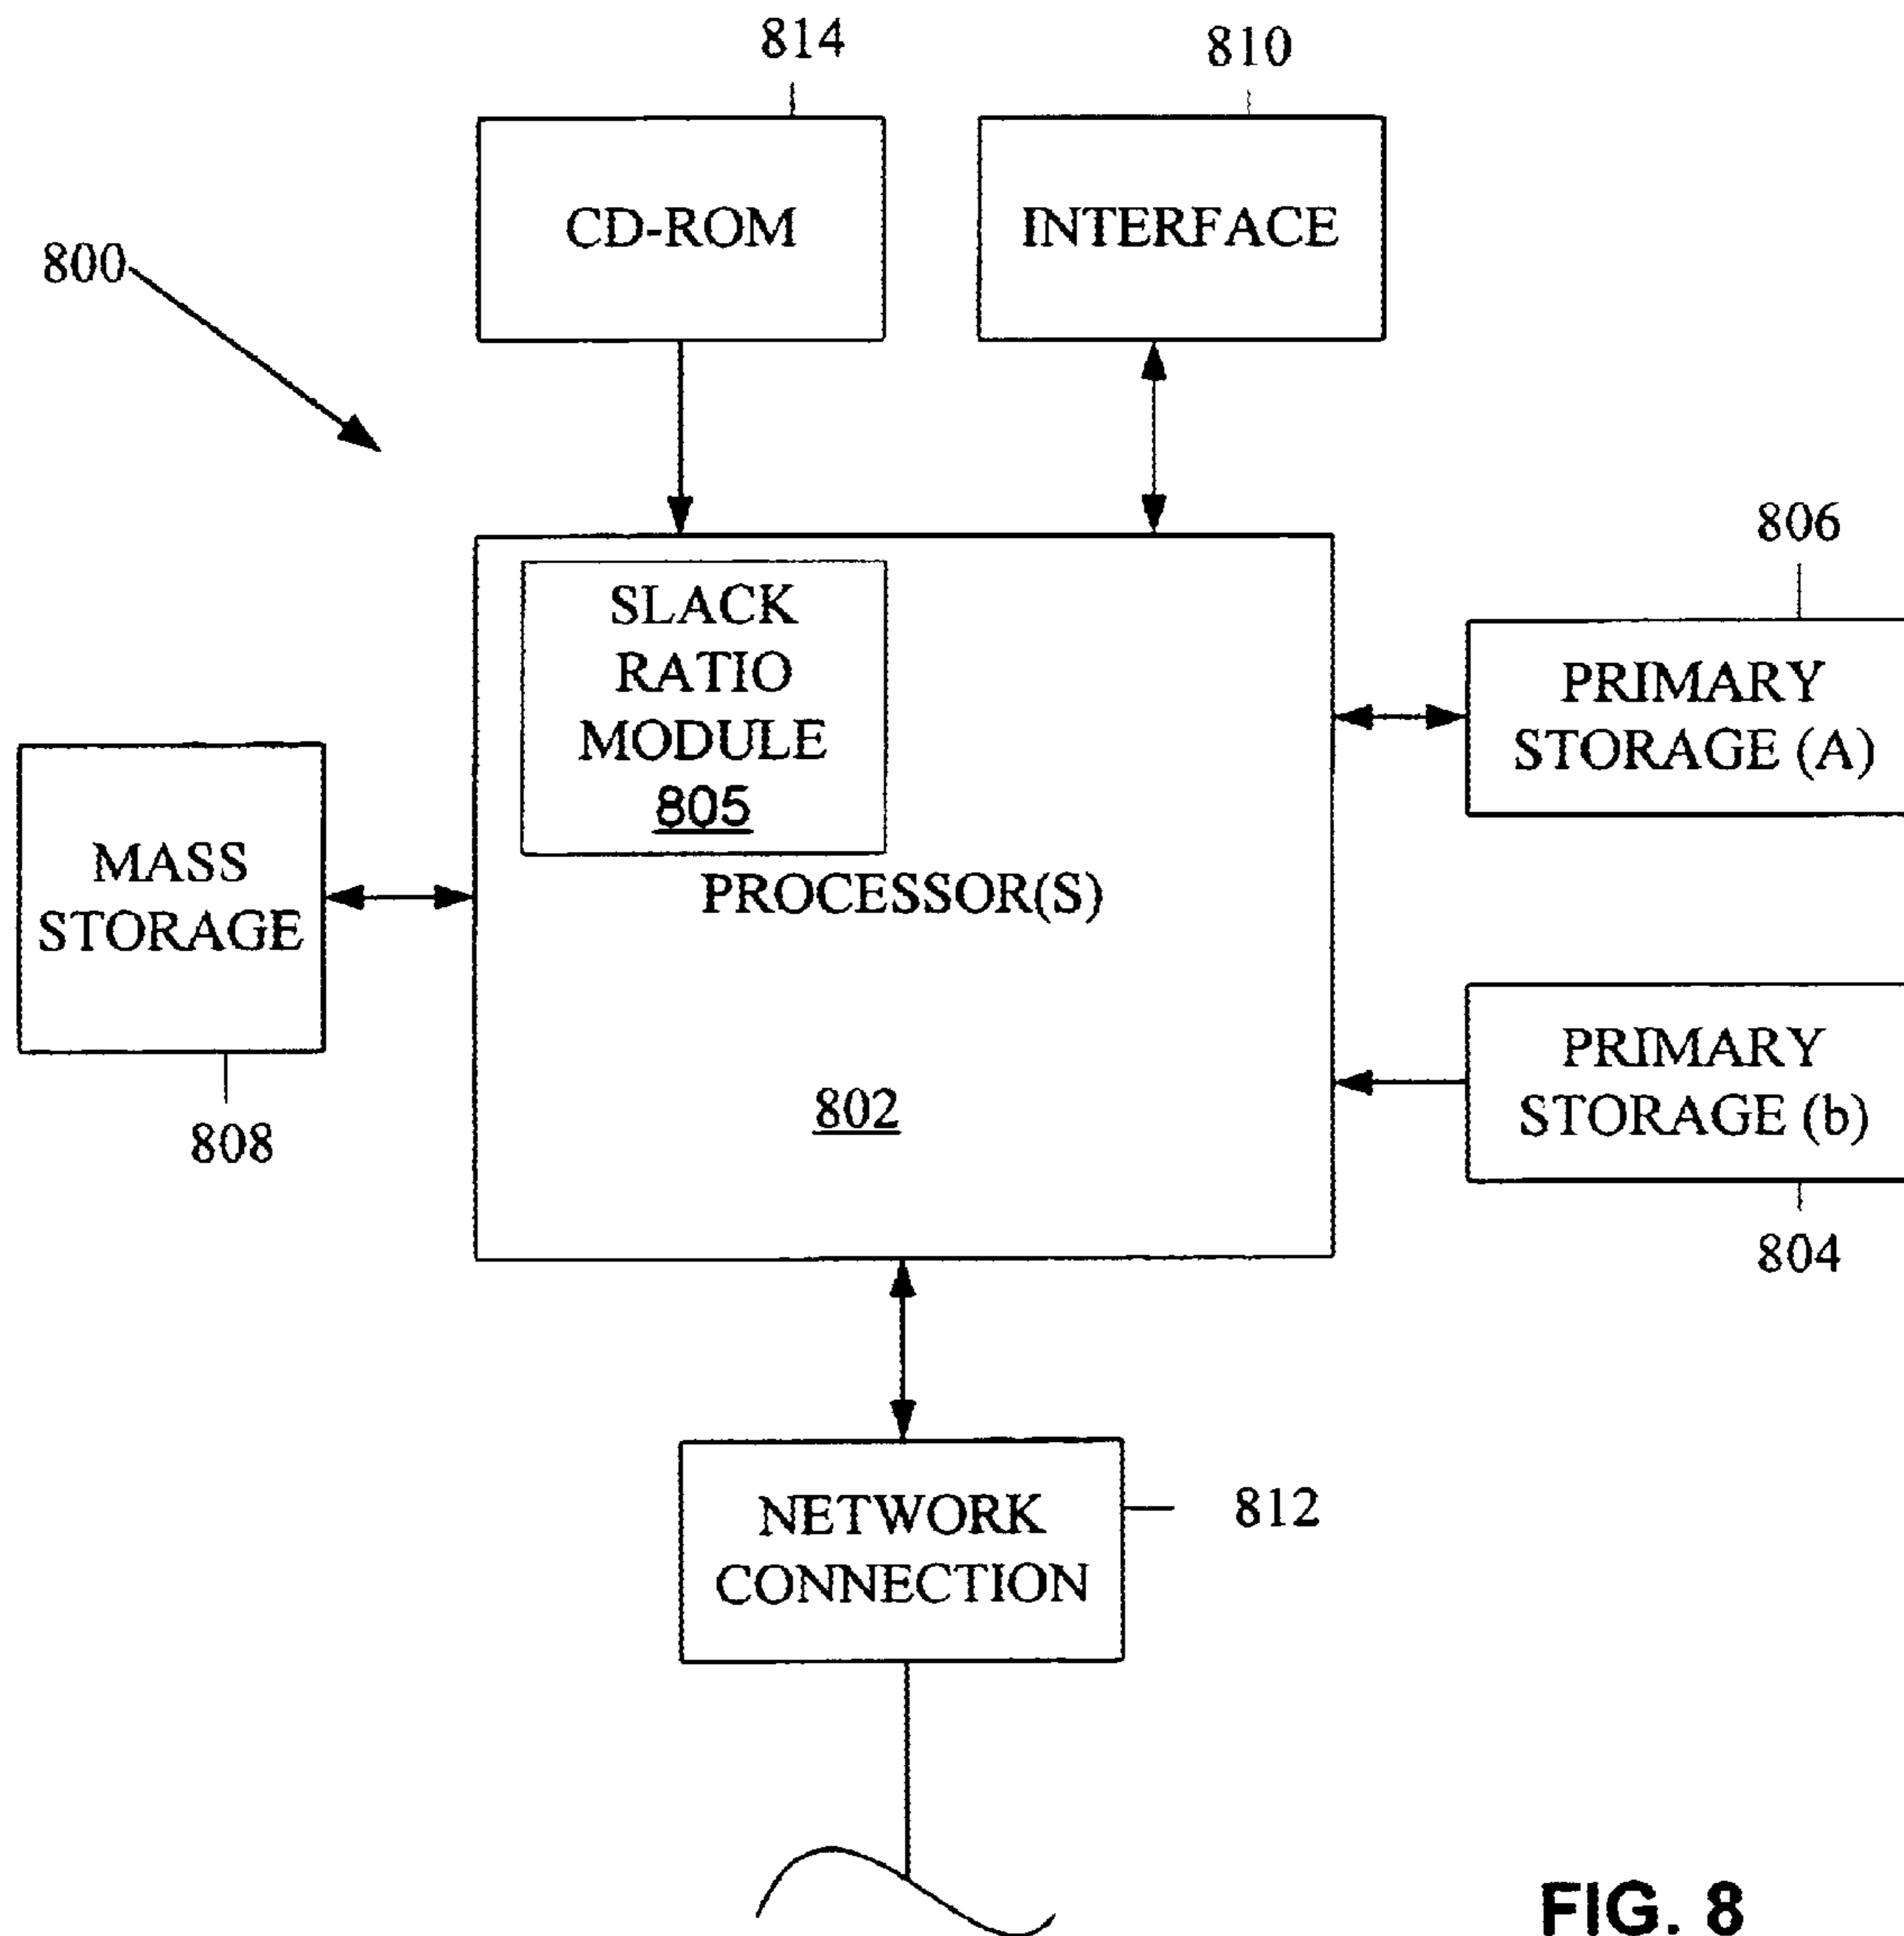 814
810
CD-ROM
INTERFACE
800
806
SLACK
RATIO
MODULE
805
PRIMARY
STORAGE (A)
MASS
STORAGE
PROCESSOR(S)
PRIMARY
STORAGE (b)
802
808
804
NETWORK
CONNECTION
812
FIG. 8